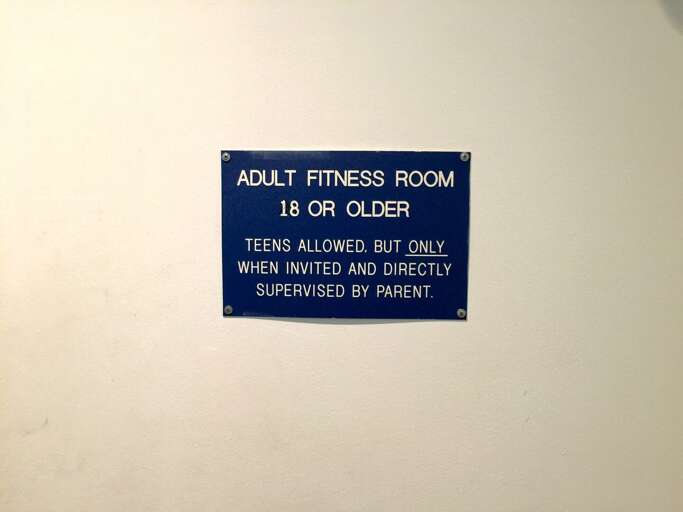 ADULT FITNESS ROOM
18 OR OLDER
TEENS ALLOWED, BUT ONLY
WHEN INVITED AND DIRECTLY
SUPERVISED BY PARENT.